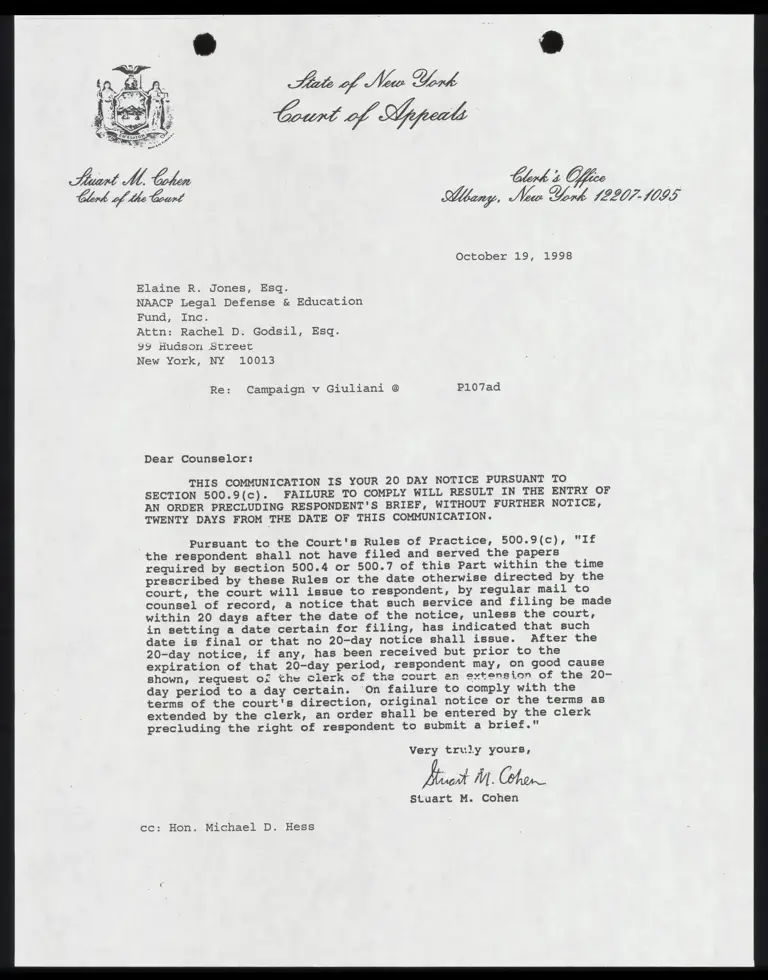 State of New York
Court of Appeals
Stuart M. Cohen
Clerk of the Court
Clerk's Office
Albany, New York 12207-1095
October 19, 1998
Elaine R. Jones, Esq.
NAACP Legal Defense & Education
Fund, Inc.
Attn: Rachel D. Godsil, Esq.
99 Hudson Street
New York, NY 10013
Re: Campaign v Giuliani @ P107ad
Dear Counselor:
THIS COMMUNICATION IS YOUR 20 DAY NOTICE PURSUANT TO
SECTION 500.9(c). FAILURE TO COMPLY WILL RESULT IN THE ENTRY OF
AN ORDER PRECLUDING RESPONDENT'S BRIEF, WITHOUT FURTHER NOTICE,
TWENTY DAYS FROM THE DATE OF THIS COMMUNICATION.
Pursuant to the Court's Rules of Practice, 500.9(c), "If
the respondent shall not have filed and served the papers
required by section 500.4 or 500.7 of this Part within the time
prescribed by these Rules or the date otherwise directed by the
court, the court will issue to respondent, by regular mail to
counsel of record, a notice that such service and filing be made
within 20 days after the date of the notice, unless the court,
in setting a date certain for filing, has indicated that such
date is final or that no 20-day notice shall issue. After the
20-day notice, if any, has been received but prior to the
expiration of that 20-day period, respondent may, on good cause
shown, request of the clerk of the court an extension of the 20-
day period to a day certain. On failure to comply with the
terms of the court's direction, original notice or the terms as
extended by the clerk, an order shall be entered by the clerk
precluding the right of respondent to submit a brief."
Very truly yours,
Stuart M. Cohen
Stuart M. Cohen
cc: Hon. Michael D. Hess